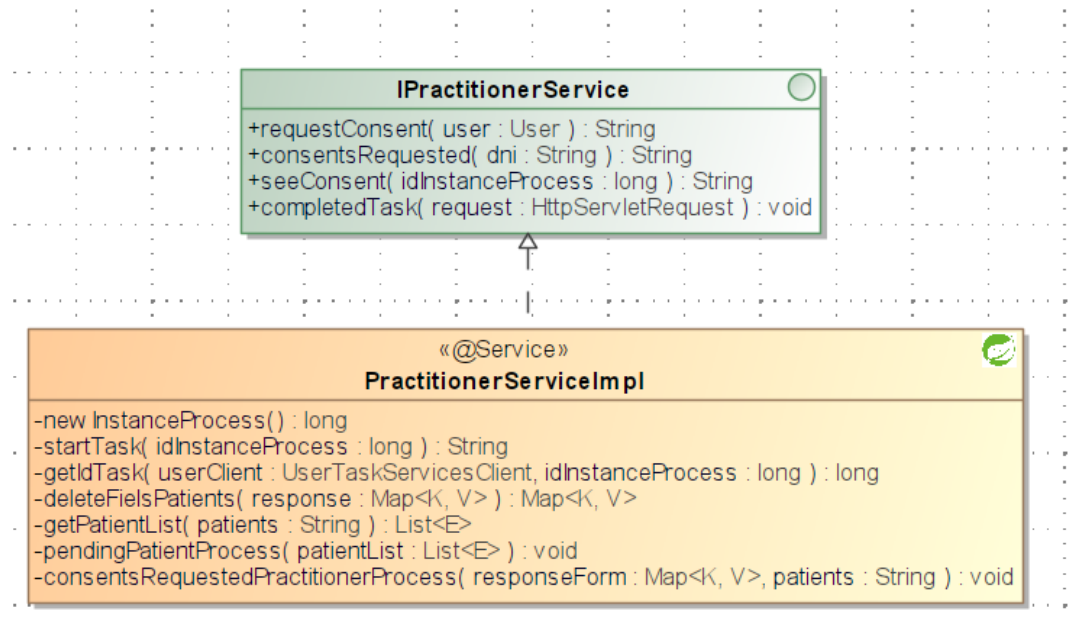 IPractitionerService
+requestConsent( user : User ) : String
+consentsRequested( dni : String ) : String
+seeConsent( idInstanceProcess : long ) : String
+completedTask( request : HttpServletRequest ) : void
«@Service»
PractitionerServiceImpl
-new InstanceProcess() : long
-startTask( idInstanceProcess : long ) : String
-getIdTask( userClient : UserTaskServicesClient, idInstanceProcess : long ) : long
-deleteFielsPatients( response : Map<K, V> ) : Map<K, V>
-getPatientList( patients : String ) : List<E>
-pendingPatientProcess( patientList : List<E> ) : void
-consentsRequestedPractitionerProcess( responseForm : Map<K, V>, patients : String ) : void